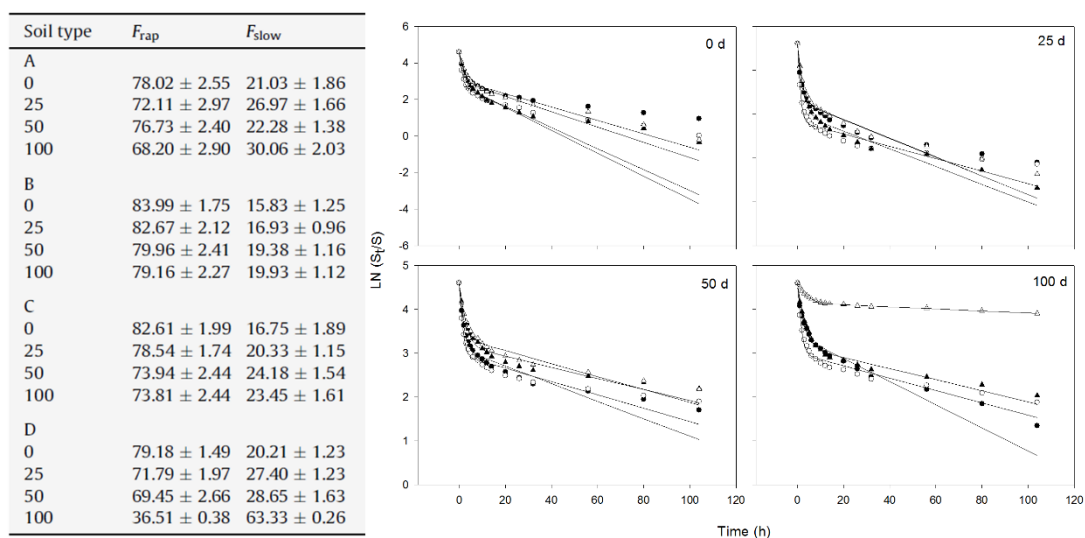 Soil type F_rap F_slow
A
0 78.02 ± 2.55 21.03 ± 1.86
25 72.11 ± 2.97 26.97 ± 1.66
50 76.73 ± 2.40 22.28 ± 1.38
100 68.20 ± 2.90 30.06 ± 2.03
B
0 83.99 ± 1.75 15.83 ± 1.25
25 82.67 ± 2.12 16.93 ± 0.96
50 79.96 ± 2.41 19.38 ± 1.16
100 79.16 ± 2.27 19.93 ± 1.12
C
0 82.61 ± 1.99 16.75 ± 1.89
25 78.54 ± 1.74 20.33 ± 1.15
50 73.94 ± 2.44 24.18 ± 1.54
100 73.81 ± 2.44 23.45 ± 1.61
D
0 79.18 ± 1.49 20.21 ± 1.23
25 71.79 ± 1.97 27.40 ± 1.23
50 69.45 ± 2.66 28.65 ± 1.63
100 36.51 ± 0.38 63.33 ± 0.26
LN (S_t/S)
6
4
2
0
-2
-4
-6
0 d
25 d
5
4
3
2
1
0
50 d
100 d
0 20 40 60 80 100 120
0 20 40 60 80 100 120
Time (h)